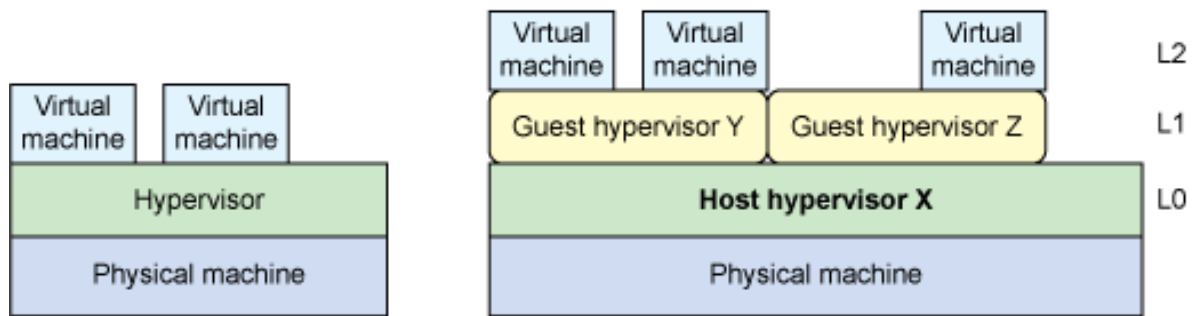 Virtual
machine
Virtual
machine
Hypervisor
Physical machine
Virtual
machine
Virtual
machine
Virtual
machine
L2
Guest hypervisor Y
Guest hypervisor Z
L1
Host hypervisor X
L0
Physical machine